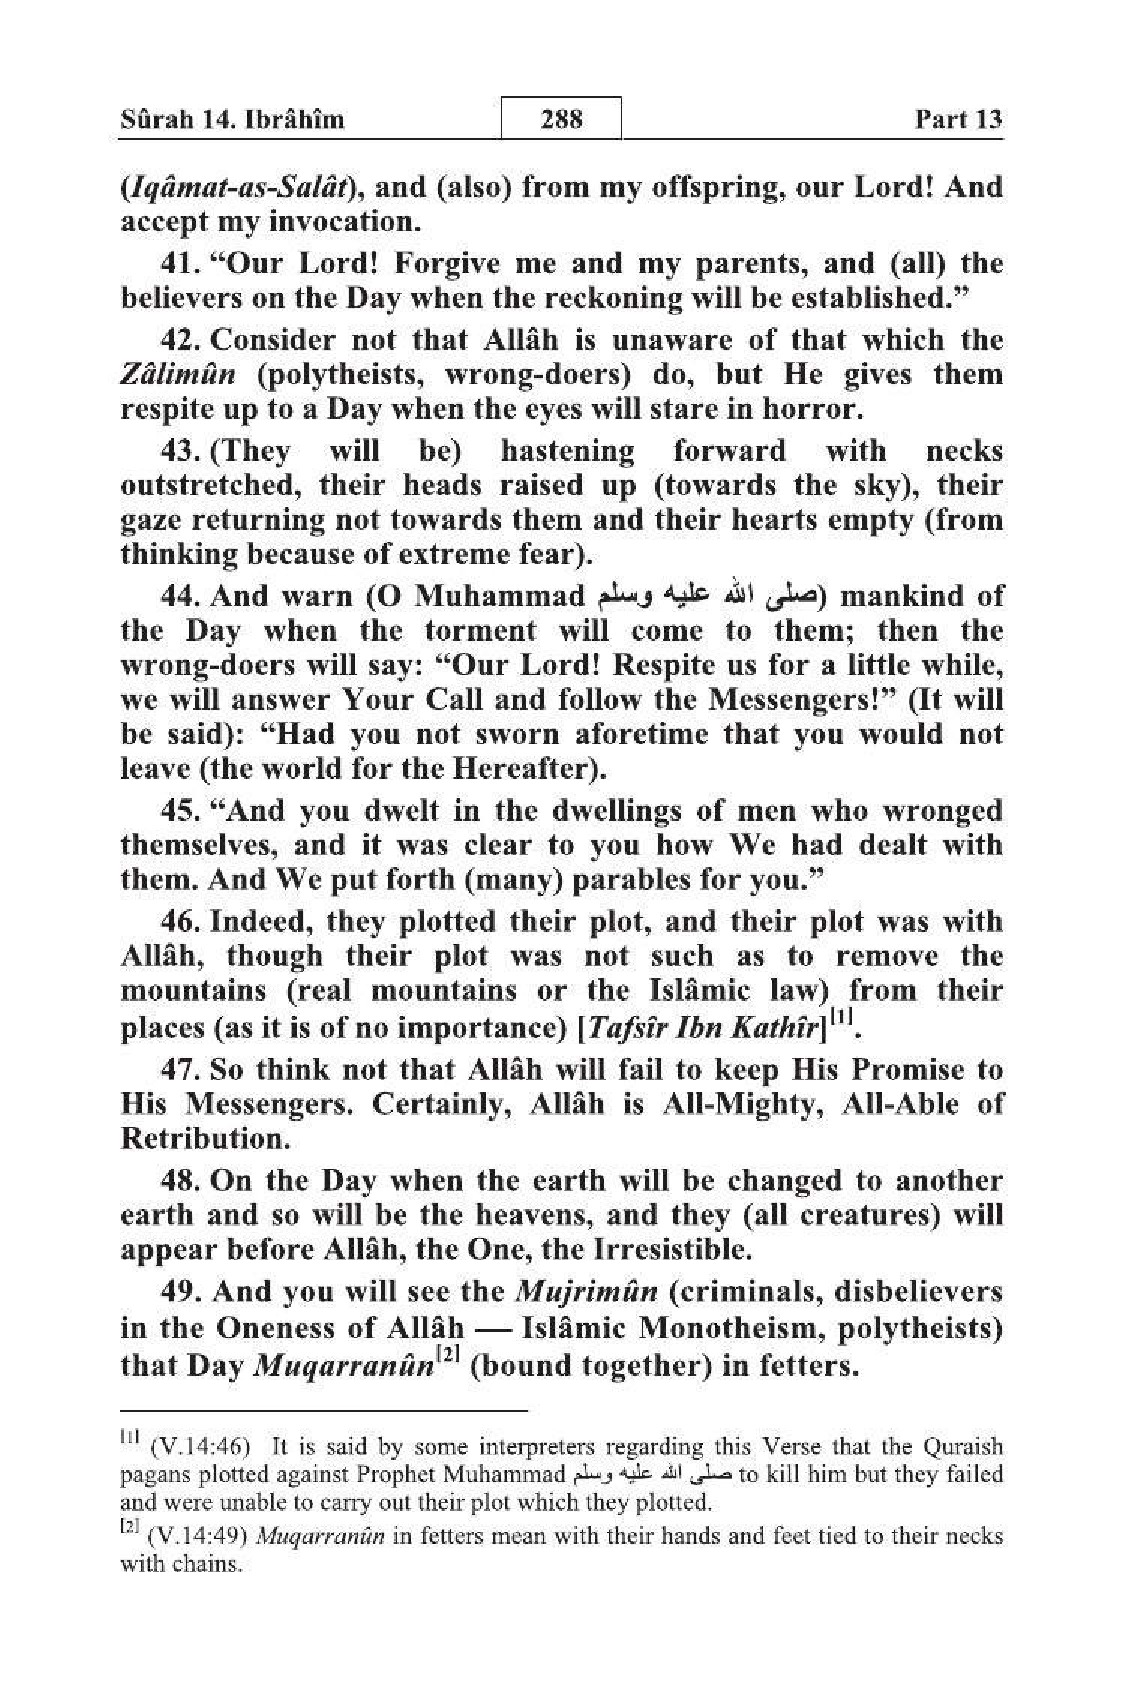 Sûrah 14. Ibrâhîm 288 Part 13
(Iqâmat-as-Salât), and (also) from my offspring, our Lord! And
accept my invocation.
41. “Our Lord! Forgive me and my parents, and (all) the
believers on the Day when the reckoning will be established.”
42. Consider not that Allâh is unaware of that which the
Zâlimûn (polytheists, wrong-doers) do, but He gives them
respite up to a Day when the eyes will stare in horror.
43. (They will be) hastening forward with necks
outstretched, their heads raised up (towards the sky), their
gaze returning not towards them and their hearts empty (from
thinking because of extreme fear).
44. And warn (O Muhammad صلى الله عليه وسلم) mankind of
the Day when the torment will come to them; then the
wrong-doers will say: “Our Lord! Respite us for a little while,
we will answer Your Call and follow the Messengers!” (It will
be said): “Had you not sworn aforetime that you would not
leave (the world for the Hereafter).
45. “And you dwelt in the dwellings of men who wronged
themselves, and it was clear to you how We had dealt with
them. And We put forth (many) parables for you.”
46. Indeed, they plotted their plot, and their plot was with
Allâh, though their plot was not such as to remove the
mountains (real mountains or the Islâmic law) from their
places (as it is of no importance) [Tafsîr Ibn Kathîr][1].
47. So think not that Allâh will fail to keep His Promise to
His Messengers. Certainly, Allâh is All-Mighty, All-Able of
Retribution.
48. On the Day when the earth will be changed to another
earth and so will be the heavens, and they (all creatures) will
appear before Allâh, the One, the Irresistible.
49. And you will see the Mujrimûn (criminals, disbelievers
in the Oneness of Allâh — Islâmic Monotheism, polytheists)
that Day Muqarranûn[2] (bound together) in fetters.
[1] (V.14:46) It is said by some interpreters regarding this Verse that the Quraish
pagans plotted against Prophet Muhammad صلى الله عليه وسلم to kill him but they failed
and were unable to carry out their plot which they plotted.
[2] (V.14:49) Muqarranûn in fetters mean with their hands and feet tied to their necks
with chains.